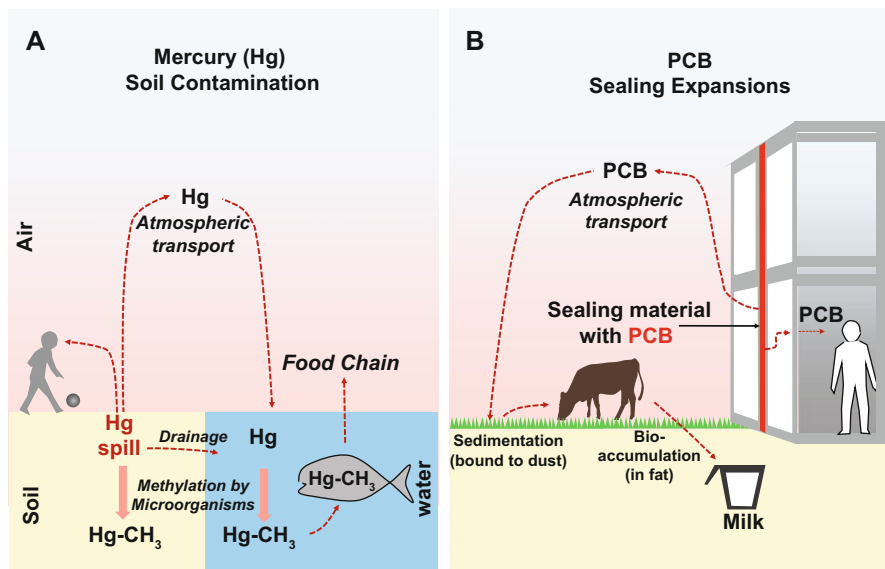 A
Mercury (Hg)
Soil Contamination
Air
Hg
Atmospheric
transport
Food Chain
Hg
spill
Drainage
Hg
Methylation by
Microorganisms
Hg-CH₃
Soil
Hg-CH₃
Hg-CH₃
water
B
PCB
Sealing Expansions
PCB
Atmospheric
transport
Sealing material
with PCB
PCB
Sedimentation
(bound to dust)
Bio-
accumulation
(in fat)
Milk